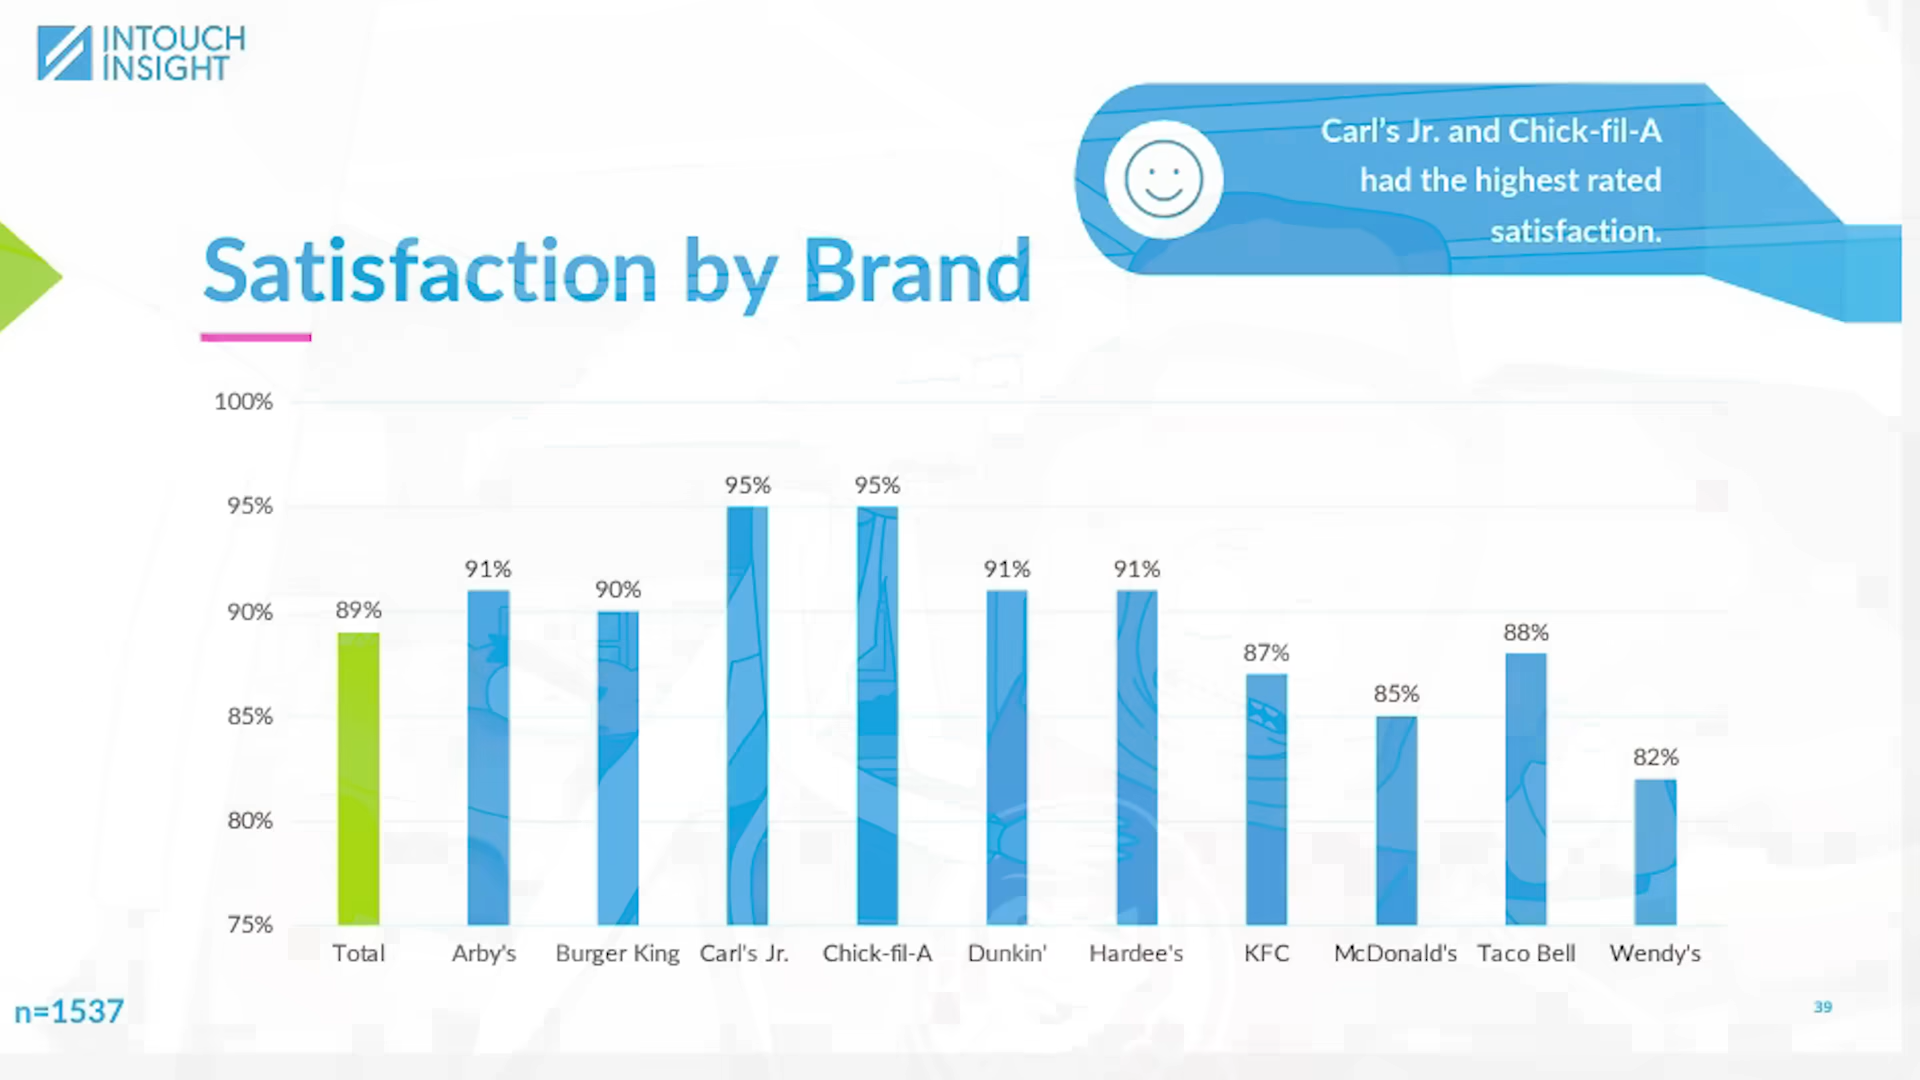 INTOUCH
INSIGHT
Carl's Jr. and Chick-fil-A
had the highest rated
satisfaction.
Satisfaction by Brand
100%
95%
90%
85%
80%
75%
89%
91%
90%
95%
95%
91%
91%
87%
85%
88%
82%
Total
Arby's
Burger King
Carl's Jr.
Chick-fil-A
Dunkin'
Hardee's
KFC
McDonald's
Taco Bell
Wendy's
n=1537
39